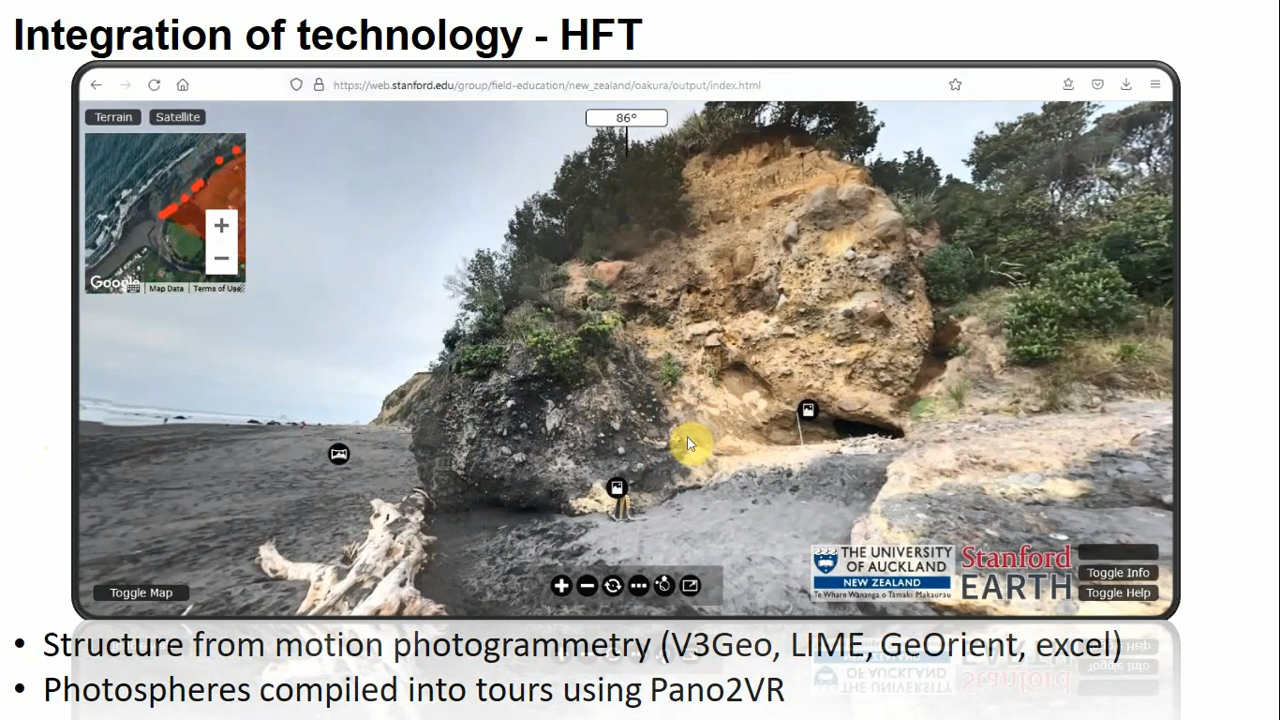 Integration of technology - HFT
https://web.stanford.edu/group/field-education/new_zealand/oakura/output/index.html
Terrain
Satellite
86°
Google
Map Data
Terms of Use
THE UNIVERSITY
OF AUCKLAND
NEW ZEALAND
Te Whare Wānanga o Tāmaki Makaurau
Stanford
EARTH
Toggle Info
Toggle Help
Toggle Map
• Structure from motion photogrammetry (V3Geo, LIME, GeOrient, excel)
• Photospheres compiled into tours using Pano2VR